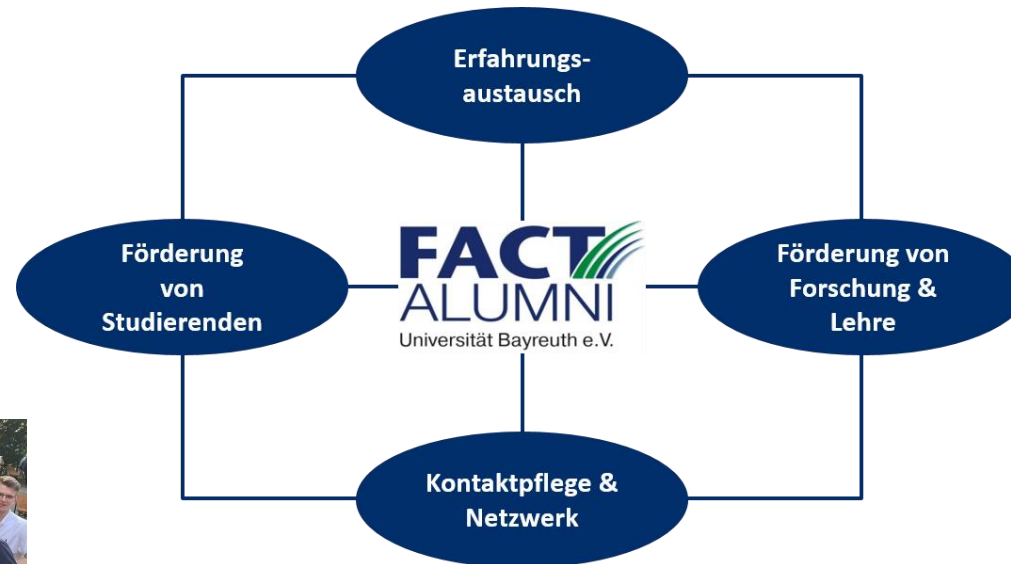 Erfahrungs-
austausch
Förderung
von
Studierenden
FACT
ALUMNI
Universität Bayreuth e.V.
Förderung von
Forschung &
Lehre
Kontaktpflege &
Netzwerk